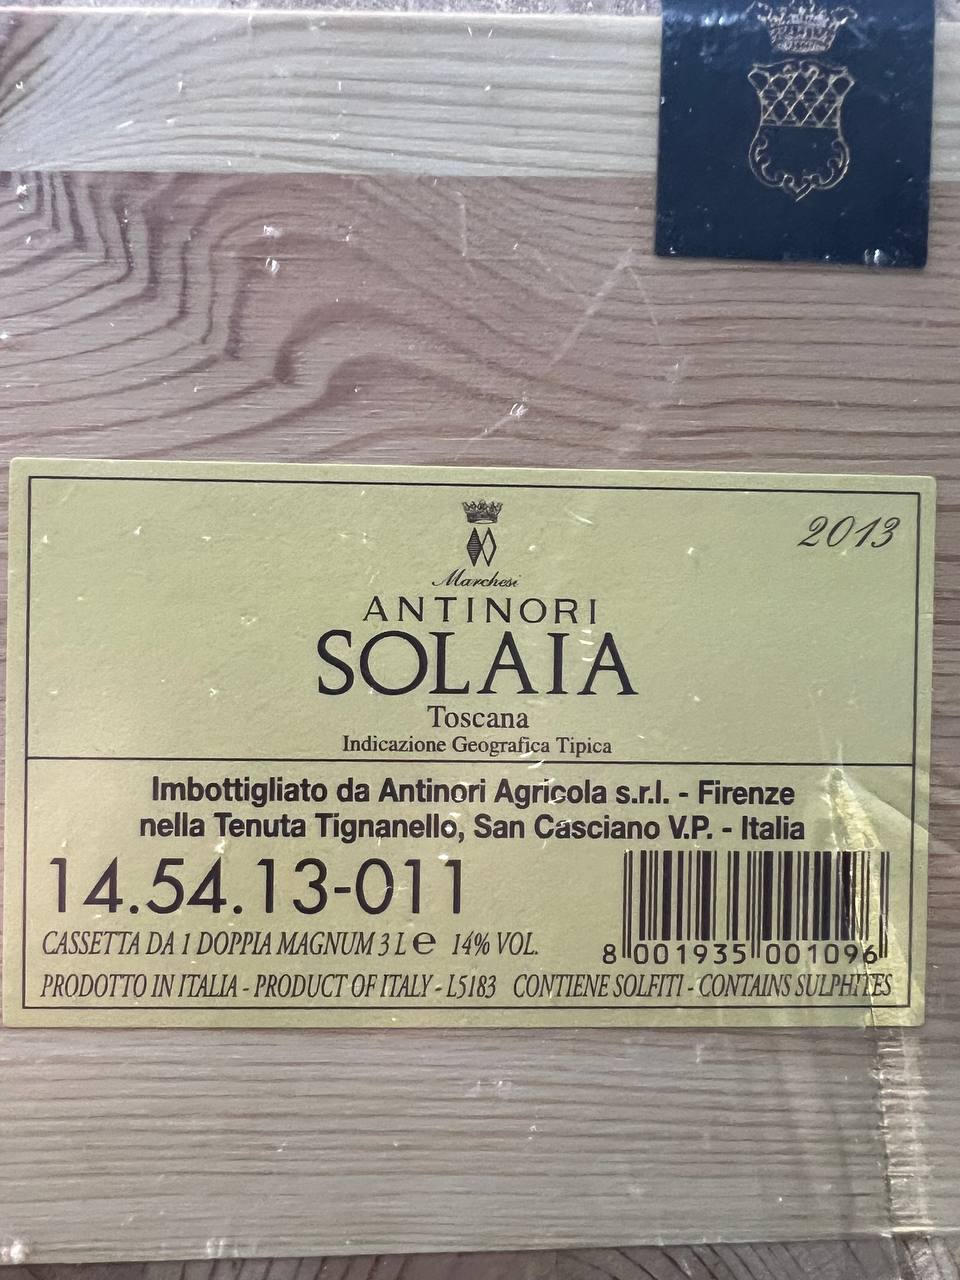 2013
Marchesi
ANTINORI
SOLAIA
Toscana
Indicazione Geografica Tipica
Imbottigliato da Antinori Agricola s.r.l. - Firenze
nella Tenuta Tignanello, San Casciano V.P. - Italia
14.54.13-011
CASSETTA DA 1 DOPPIA MAGNUM 3 L e 14% VOL.
8 001935 001096
PRODOTTO IN ITALIA - PRODUCT OF ITALY - L5183 CONTIENE SOLFITI - CONTAINS SULPHITES